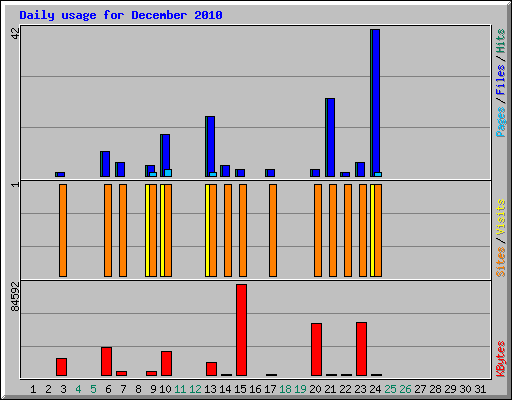 Daily usage for December 2010
42
Pages / Files / Hits
1
Sites / Visits
84592
KBytes
1 2 3 4 5 6 7 8 9 10 11 12 13 14 15 16 17 18 19 20 21 22 23 24 25 26 27 28 29 30 31